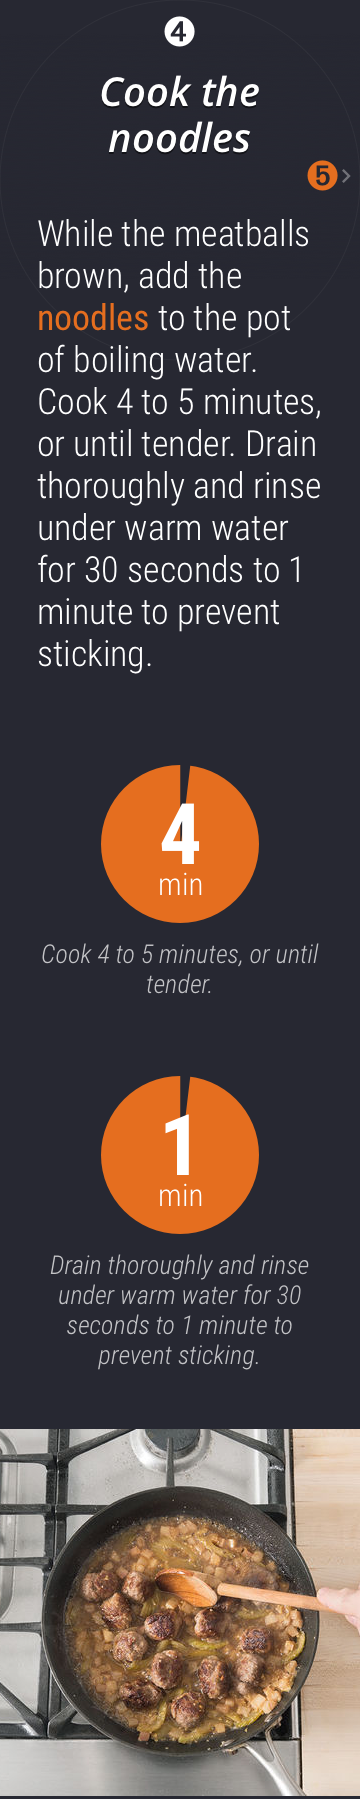 4
Cook the
noodles
5
While the meatballs
brown, add the
noodles to the pot
of boiling water.
Cook 4 to 5 minutes,
or until tender. Drain
thoroughly and rinse
under warm water
for 30 seconds to 1
minute to prevent
sticking.
4
min
Cook 4 to 5 minutes, or until
tender.
1
min
Drain thoroughly and rinse
under warm water for 30
seconds to 1 minute to
prevent sticking.